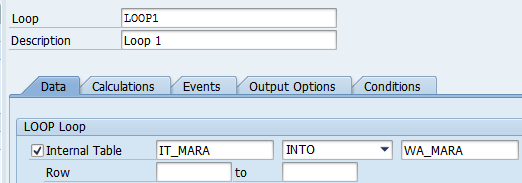 Loop LOOP1
Description Loop 1
Data Calculations Events Output Options Conditions
LOOP Loop
Internal Table IT_MARA INTO WA_MARA
Row to